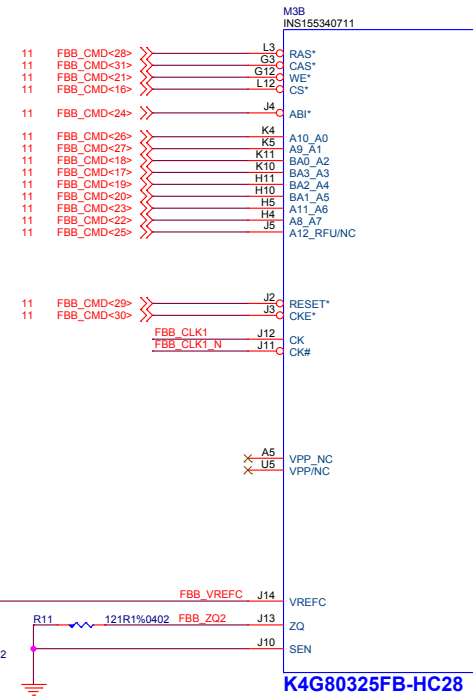 M3B
INS155340711
11 FBB_CMD<28> L3 RAS*
11 FBB_CMD<31> G3 CAS*
11 FBB_CMD<21> G12 WE*
11 FBB_CMD<16> L12 CS*
11 FBB_CMD<24> J4 ABI*
11 FBB_CMD<26> K4 A10_A0
11 FBB_CMD<27> K5 A9_A1
11 FBB_CMD<18> K11 BA0_A2
11 FBB_CMD<17> K10 BA3_A3
11 FBB_CMD<19> H11 BA2_A4
11 FBB_CMD<20> H10 BA1_A5
11 FBB_CMD<23> H5 A11_A6
11 FBB_CMD<22> H4 A8_A7
11 FBB_CMD<25> J5 A12_RFU/NC
11 FBB_CMD<29> J2 RESET*
11 FBB_CMD<30> J3 CKE*
FBB_CLK1 J12 CK
FBB_CLK1_N J11 CK#
A5 VPP_NC
U5 VPP/NC
FBB_VREFC J14 VREFC
R11 121R1%0402 FBB_ZQ2 J13 ZQ
J10 SEN
2
K4G80325FB-HC28